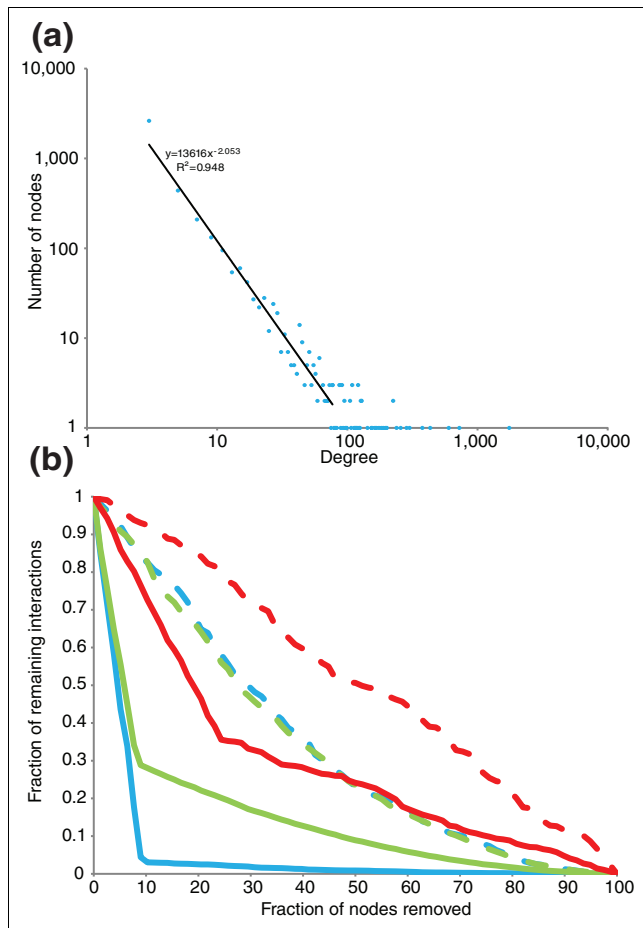 (a)
10,000
1,000
100
10
1
Number of nodes
y=13616x^-2.053
R²=0.948
1 10 100 1,000 10,000
Degree
(b)
1
0.9
0.8
0.7
0.6
0.5
0.4
0.3
0.2
0.1
0
Fraction of remaining interactions
0 10 20 30 40 50 60 70 80 90 100
Fraction of nodes removed